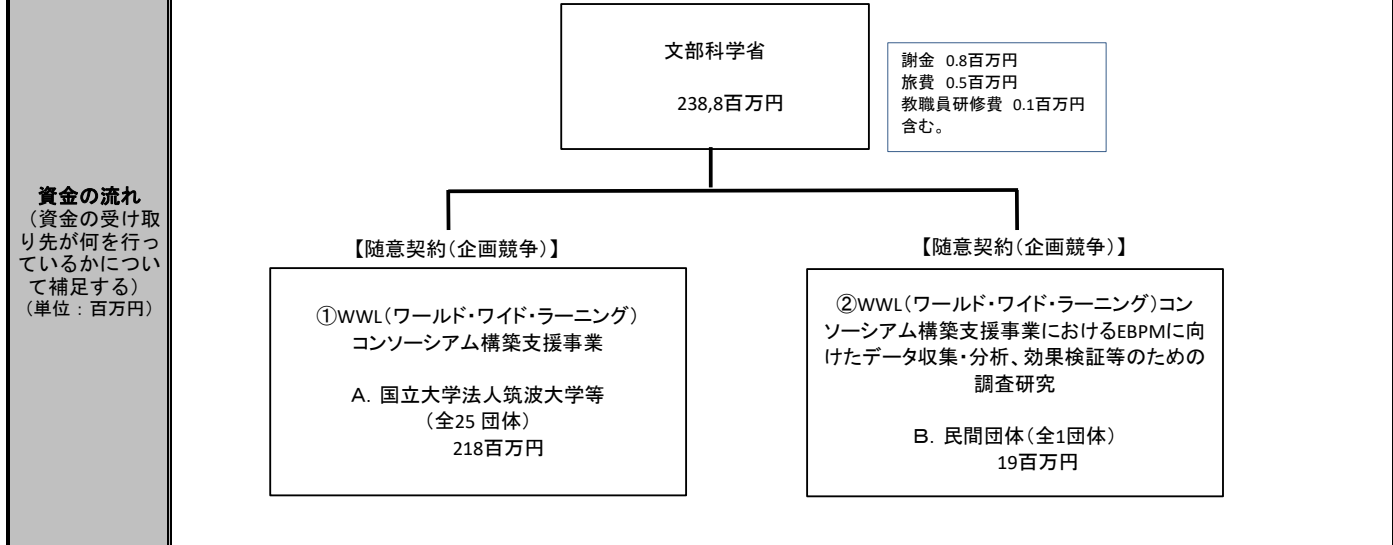 資金の流れ
（資金の受け取
り先が何を行っ
ているかについ
て補足する）
（単位：百万円）
文部科学省
238,8百万円
謝金 0.8百万円
旅費 0.5百万円
教職員研修費 0.1百万円
含む。
【随意契約（企画競争）】
①WWL（ワールド・ワイド・ラーニング）
コンソーシアム構築支援事業
A．国立大学法人筑波大学等
（全25 団体）
218百万円
【随意契約（企画競争）】
②WWL（ワールド・ワイド・ラーニング）コン
ソーシアム構築支援事業におけるEBPMに向
けたデータ収集・分析、効果検証等のための
調査研究
B．民間団体（全1団体）
19百万円